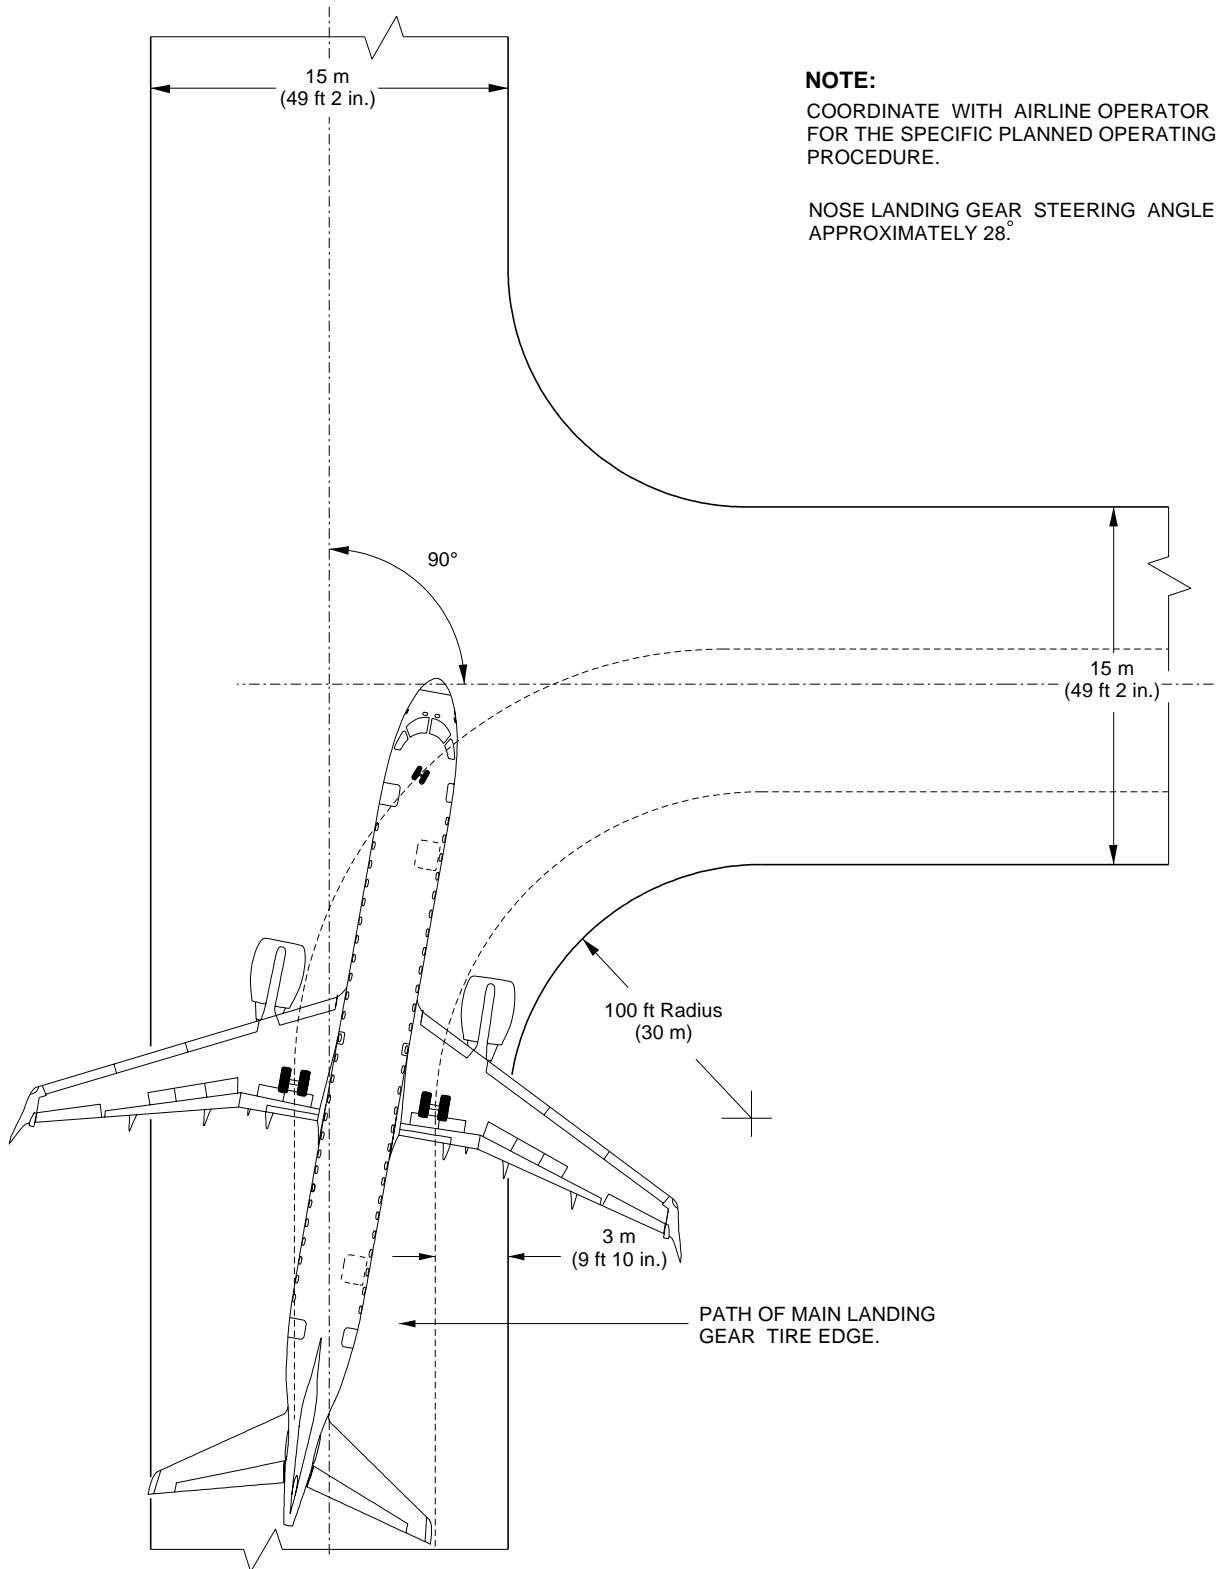 15 m
(49 ft 2 in.)
NOTE:
COORDINATE WITH AIRLINE OPERATOR
FOR THE SPECIFIC PLANNED OPERATING
PROCEDURE.
NOSE LANDING GEAR STEERING ANGLE
APPROXIMATELY 28°.
90°
15 m
(49 ft 2 in.)
100 ft Radius
(30 m)
3 m
(9 ft 10 in.)
PATH OF MAIN LANDING
GEAR TIRE EDGE.